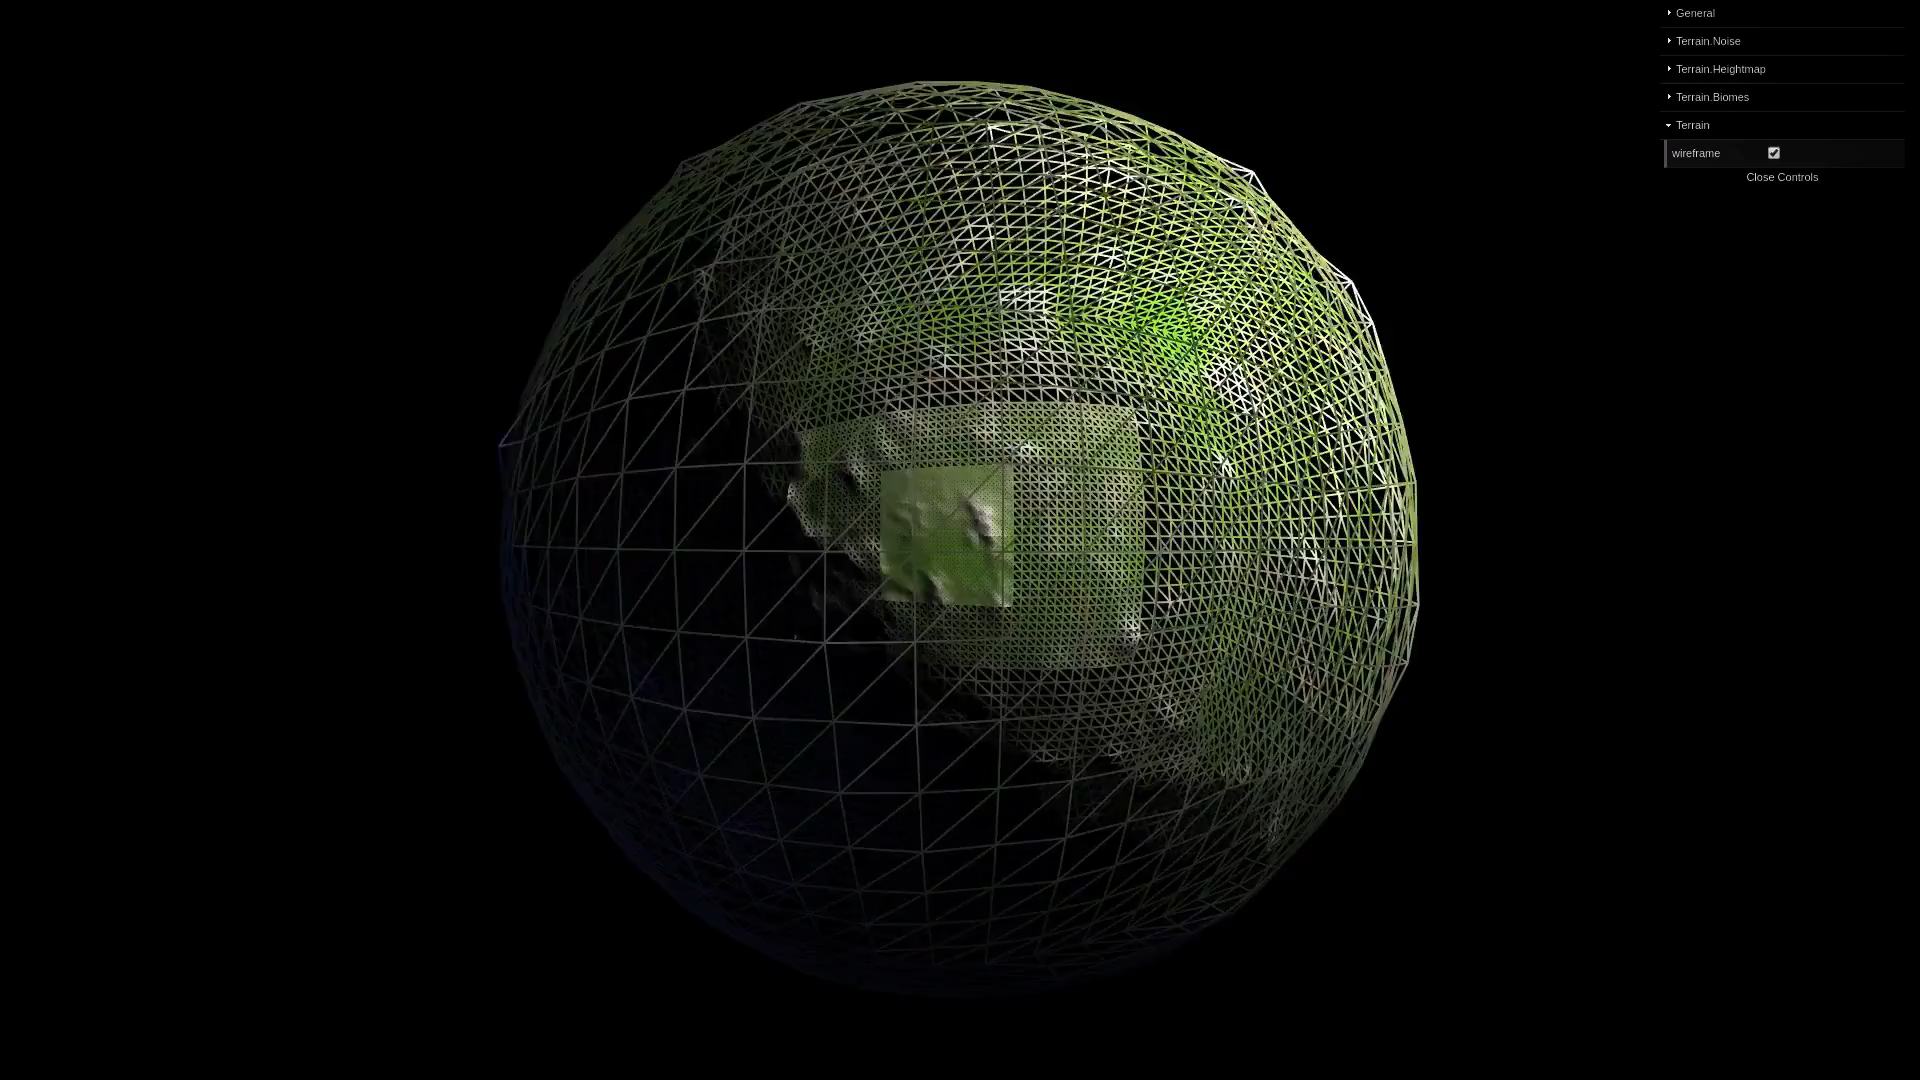 General
Terrain.Noise
Terrain.Heightmap
Terrain.Biomes
Terrain
wireframe
Close Controls